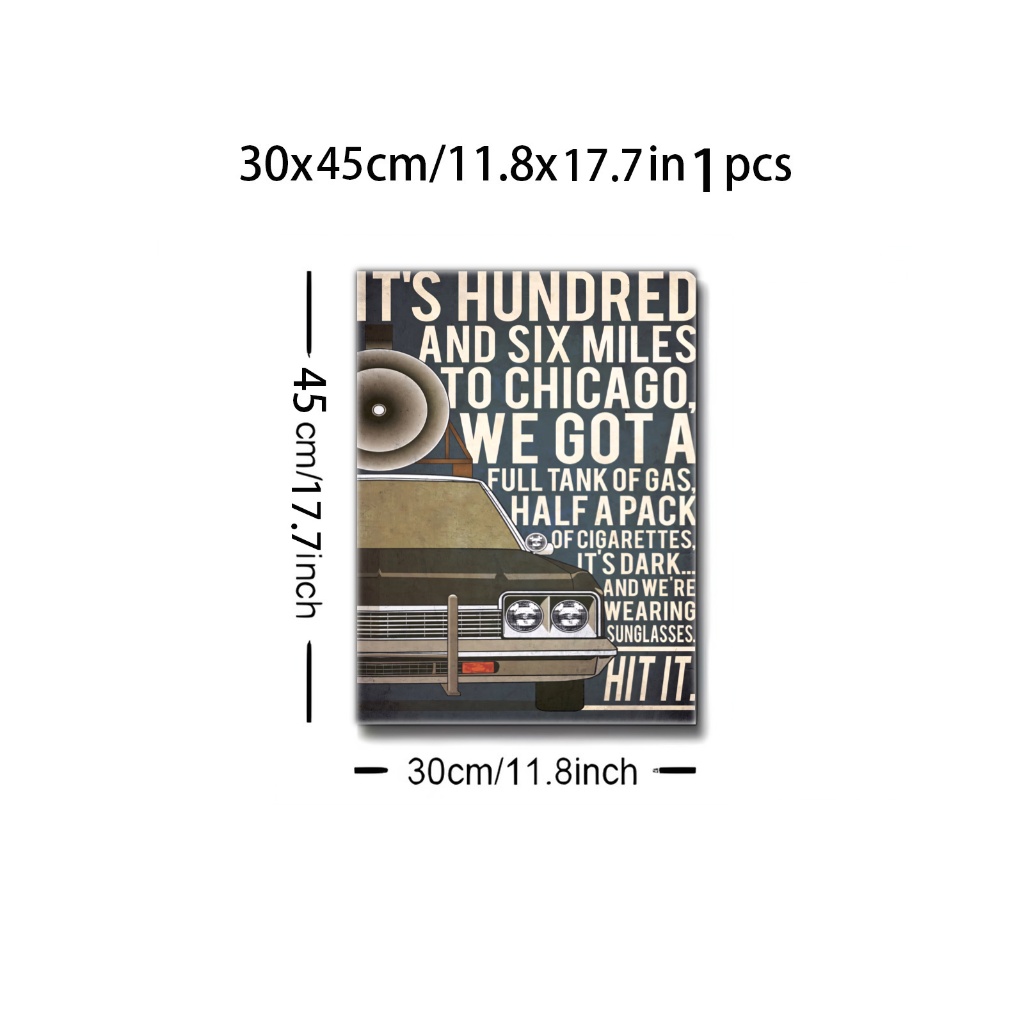 30x45cm/11.8x17.7in 1 pcs
IT'S HUNDRED
AND SIX MILES
TO CHICAGO,
WE GOT A
FULL TANK OF GAS,
HALF A PACK
OF CIGARETTES,
IT'S DARK...
AND WE'RE
WEARING
SUNGLASSES.
HIT IT.
45 cm/17.7inch
30cm/11.8inch